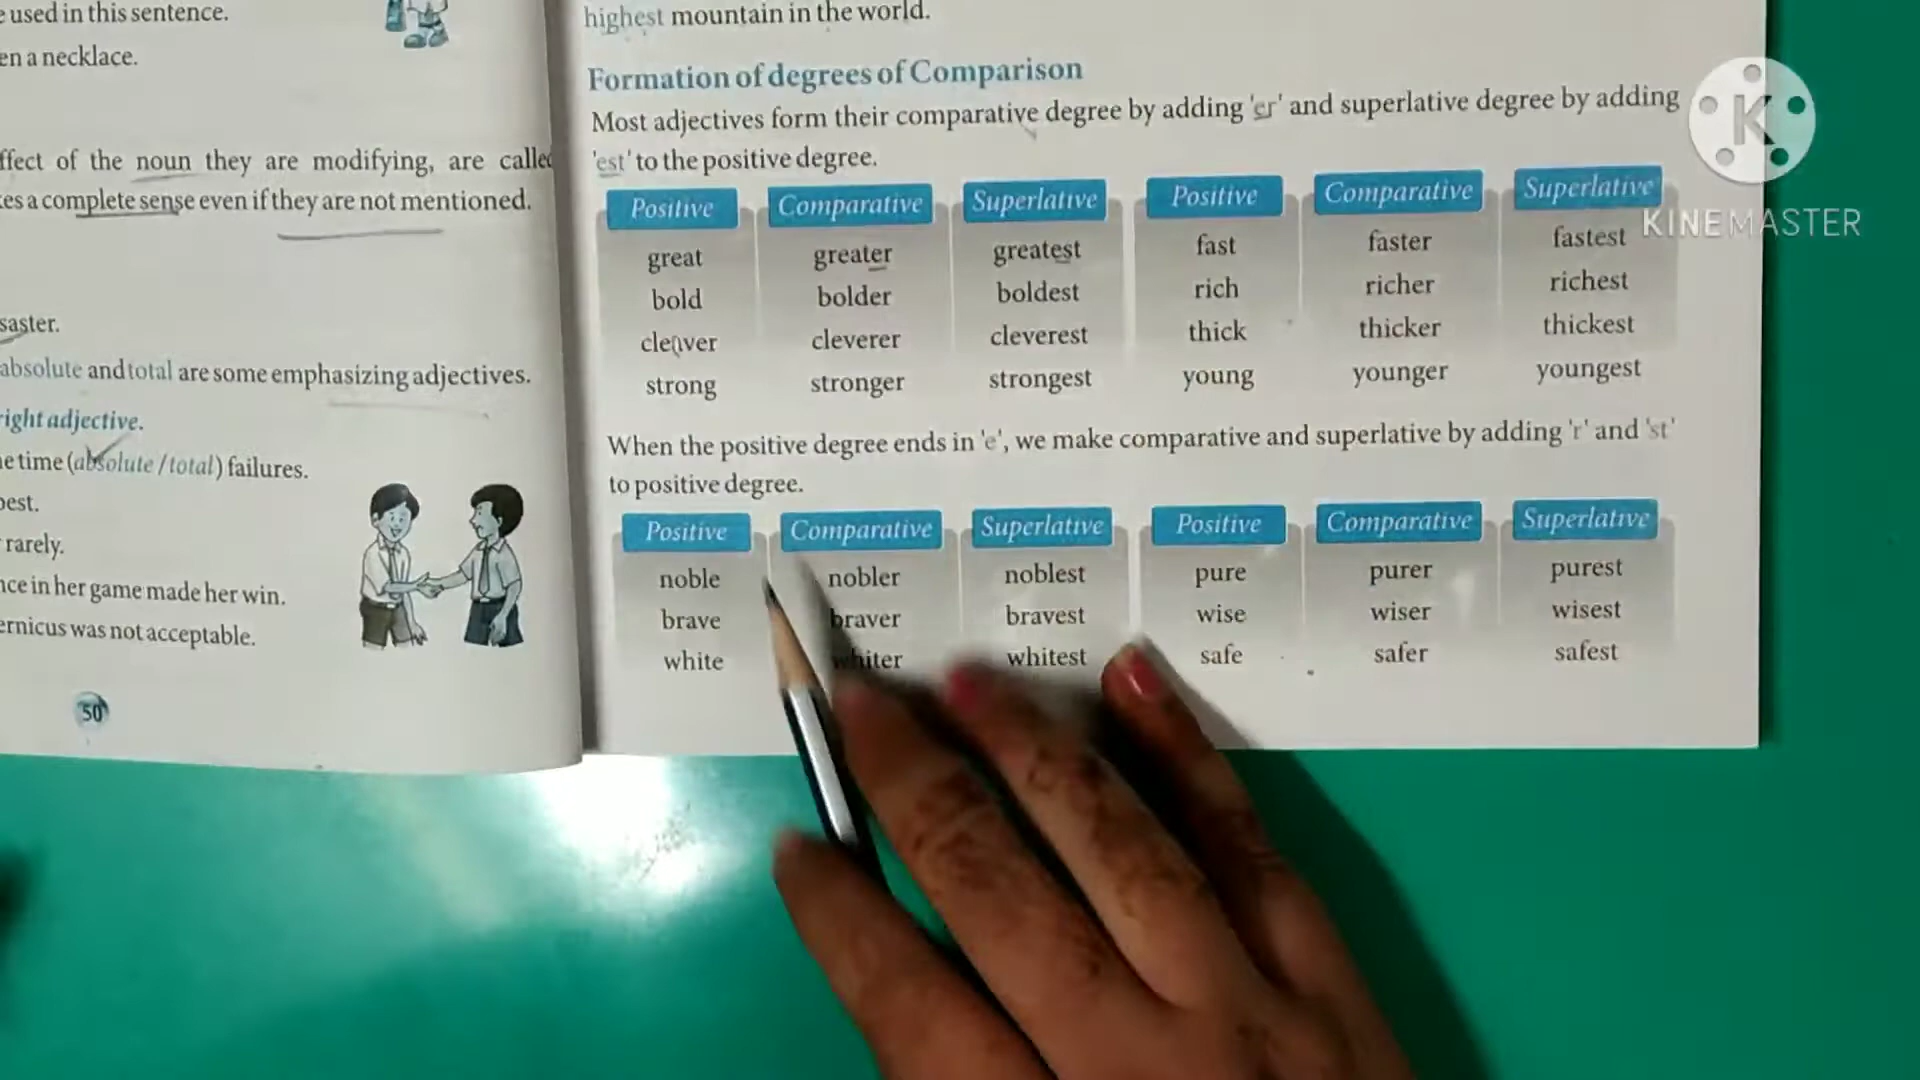 e used in this sentence.
en a necklace.
ffect of the noun they are modifying, are called
es a complete sense even if they are not mentioned.
saster.
absolute and total are some emphasizing adjectives.
right adjective.
e time (absolute / total) failures.
best.
rarely.
nce in her game made her win.
ernicus was not acceptable.
50
highest mountain in the world.
Formation of degrees of Comparison
Most adjectives form their comparative degree by adding 'er' and superlative degree by adding
'est' to the positive degree.
Positive Comparative Superlative Positive Comparative Superlative
great greater greatest fast faster fastest
bold bolder boldest rich richer richest
clever cleverer cleverest thick thicker thickest
strong stronger strongest young younger youngest
When the positive degree ends in 'e', we make comparative and superlative by adding 'r' and 'st'
to positive degree.
Positive Comparative Superlative Positive Comparative Superlative
noble nobler noblest pure purer purest
brave braver bravest wise wiser wisest
white whiter whitest safe safer safest
K
KINEMASTER